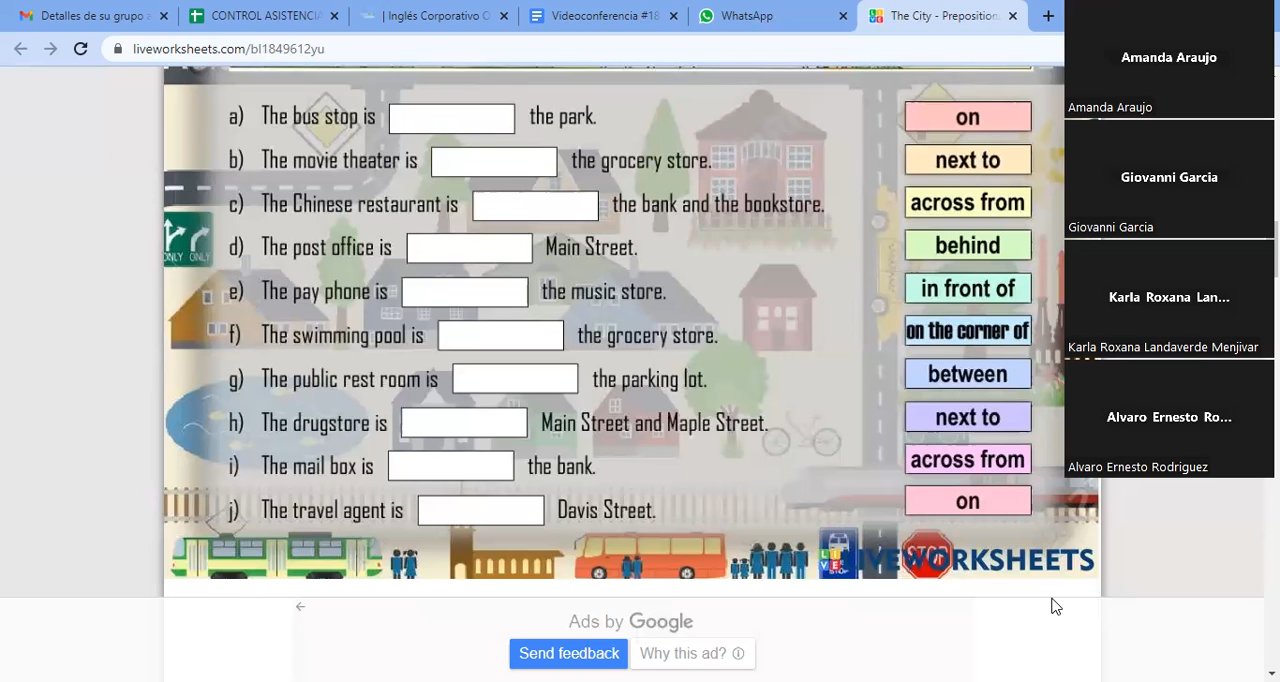 Detalles de su grupo a
CONTROL ASISTENCIA
| Inglés Corporativo C
Videoconferencia #18
WhatsApp
The City - Preposition
liveworksheets.com/bl1849612yu
a) The bus stop is the park.
b) The movie theater is the grocery store.
c) The Chinese restaurant is the bank and the bookstore.
d) The post office is Main Street.
e) The pay phone is the music store.
f) The swimming pool is the grocery store.
g) The public rest room is the parking lot.
h) The drugstore is Main Street and Maple Street.
i) The mail box is the bank.
j) The travel agent is Davis Street.
on
next to
across from
behind
in front of
on the corner of
between
next to
across from
on
ONLY ONLY
STOP
LIVEWORKSHEETS
Ads by Google
Send feedback
Why this ad?
Amanda Araujo
Amanda Araujo
Giovanni Garcia
Giovanni Garcia
Karla Roxana Lan...
Karla Roxana Landaverde Menjivar
Alvaro Ernesto Ro...
Alvaro Ernesto Rodriguez